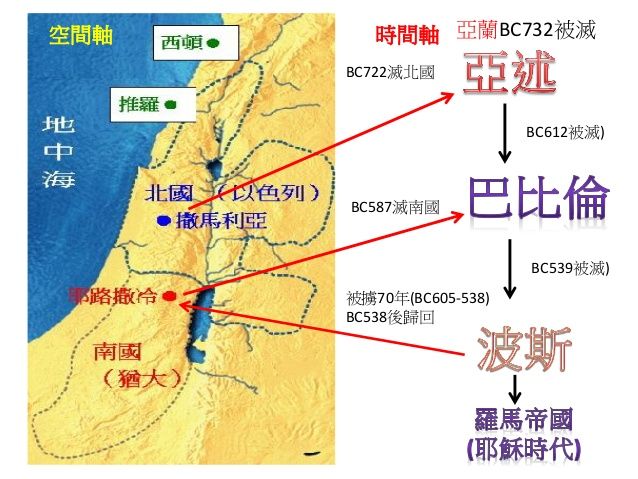 空間軸
西頓
推羅
地
中
海
北國 (以色列)
撒馬利亞
耶路撒冷
南國
(猶大)
時間軸
亞蘭BC732被滅
BC722滅北國
亞述
BC612被滅)
BC587滅南國
巴比倫
BC539被滅)
被擄70年(BC605-538)
BC538後歸回
波斯
羅馬帝國
(耶穌時代)